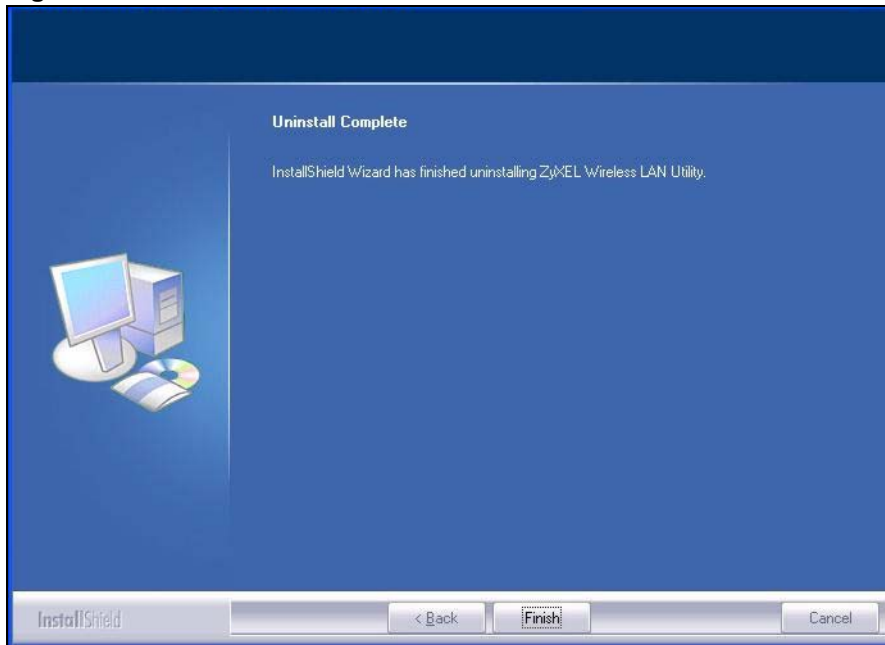 Uninstall Complete
InstallShield Wizard has finished uninstalling ZyXEL Wireless LAN Utility.
InstallShield
< Back
Finish
Cancel